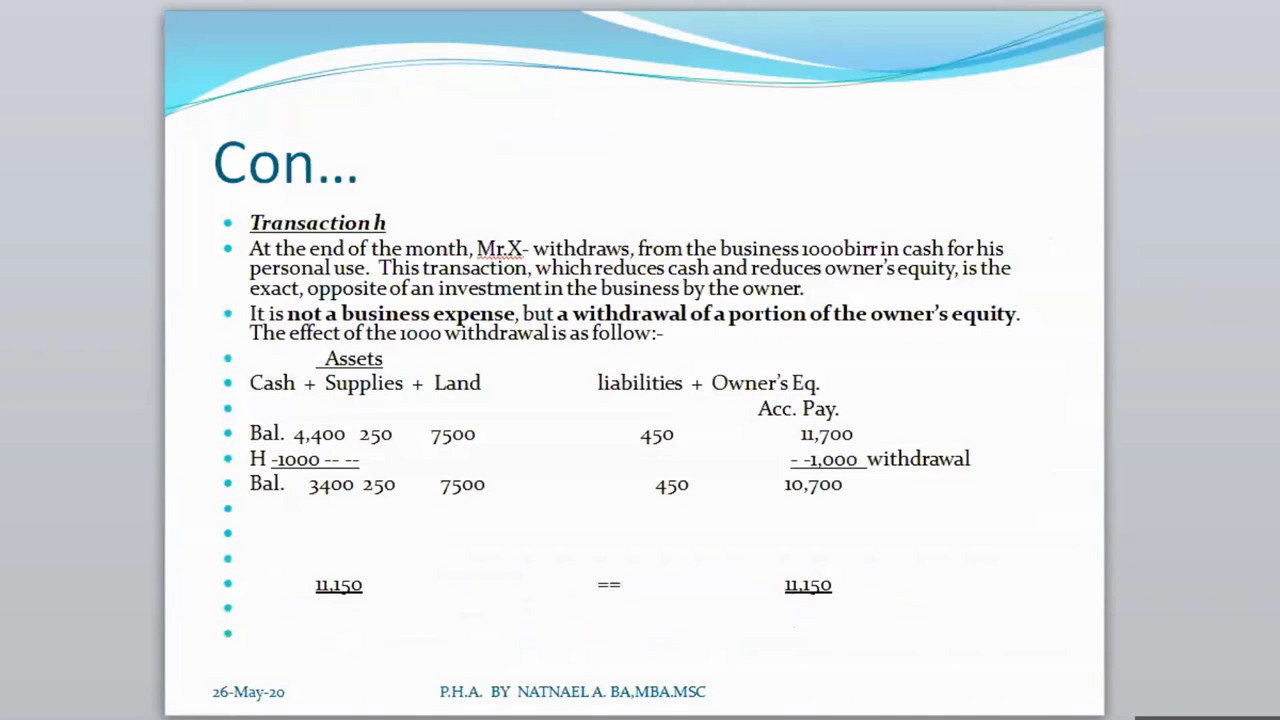 Con...
Transaction h
At the end of the month, Mr.X- withdraws, from the business 1000birr in cash for his
personal use. This transaction, which reduces cash and reduces owner's equity, is the
exact, opposite of an investment in the business by the owner.
It is not a business expense, but a withdrawal of a portion of the owner's equity.
The effect of the 1000 withdrawal is as follow:-
Assets
Cash + Supplies + Land liabilities + Owner's Eq.
Acc. Pay.
Bal. 4,400 250 7500 450 11,700
H -1000 -- -- - -1,000 withdrawal
Bal. 3400 250 7500 450 10,700
11,150 == 11,150
26-May-20 P.H.A. BY NATNAEL A. BA,MBA.MSC